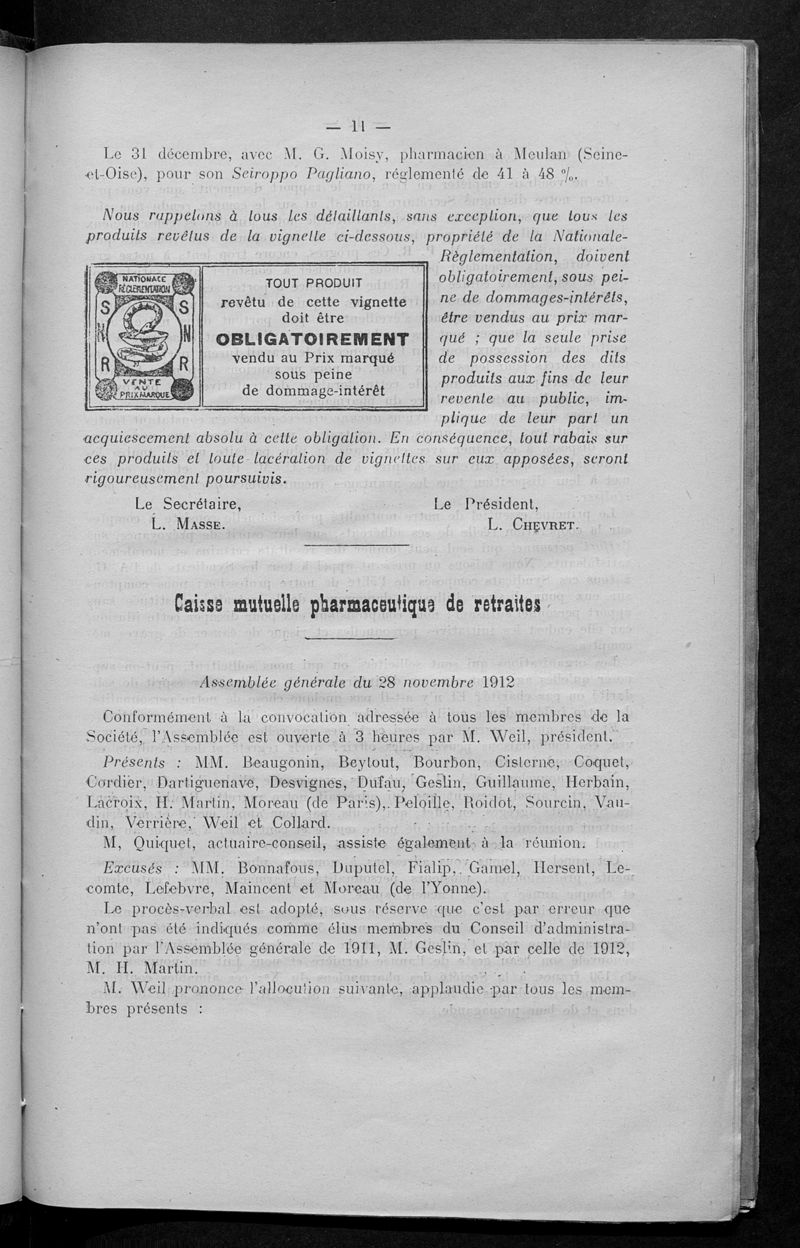 — 11 —
Le 31 décembre, avec M. G. Moisy, pharmacien à Meulan (Seine-
et-Oise), pour son Sciroppo Pagliano, réglementé de 41 à 48 %.
Nous rappelons à tous les détaillants, sans exception, que tous les
produits revêtus de la vignette ci-dessous, propriété de la Nationale-
Règlementation, doivent
obligatoirement, sous pei-
ne de dommages-intérêts,
être vendus au prix mar-
qué ; que la seule prise
de possession des dits
produits aux fins de leur
revente au public, im-
plique de leur part un
NATIONALE
RÉGLEMENTATION
S S
N N
R R
VENTE
AU
PRIX MARQUÉ
TOUT PRODUIT
revêtu de cette vignette
doit être
OBLIGATOIREMENT
vendu au Prix marqué
sous peine
de dommage-intérêt
acquiescement absolu à cette obligation. En conséquence, tout rabais sur
ces produits et toute lacération de vignettes sur eux apposées, seront
rigoureusement poursuivis.
Le Secrétaire, Le Président,
L. Masse. L. Chevret.
Caisse mutuelle pharmaceutique de retraites
Assemblée générale du 28 novembre 1912
Conformément à la convocation adressée à tous les membres de la
Société, l'Assemblée est ouverte à 3 heures par M. Weil, président.
Présents : MM. Beaugonin, Beytout, Bourbon, Cisterne, Coquet,
Cordier, Dartiguenave, Desvignes, Dufau, Geslin, Guillaume, Herbain,
Lacroix, H. Martin, Moreau (de Paris), Peloille, Roidot, Sourcin, Vau-
din, Verrière, Weil et Collard.
M, Quiquet, actuaire-conseil, assiste également à la réunion.
Excusés : MM. Bonnafous, Duputel, Fialip, Gamel, Hersent, Le-
comte, Lefebvre, Maincent et Moreau (de l'Yonne).
Le procès-verbal est adopté, sous réserve que c'est par erreur que
n'ont pas été indiqués comme élus membres du Conseil d'administra-
tion par l'Assemblée générale de 1911, M. Geslin, et par celle de 1912,
M. H. Martin.
M. Weil prononce l'allocution suivante, applaudie par tous les mem-
bres présents :